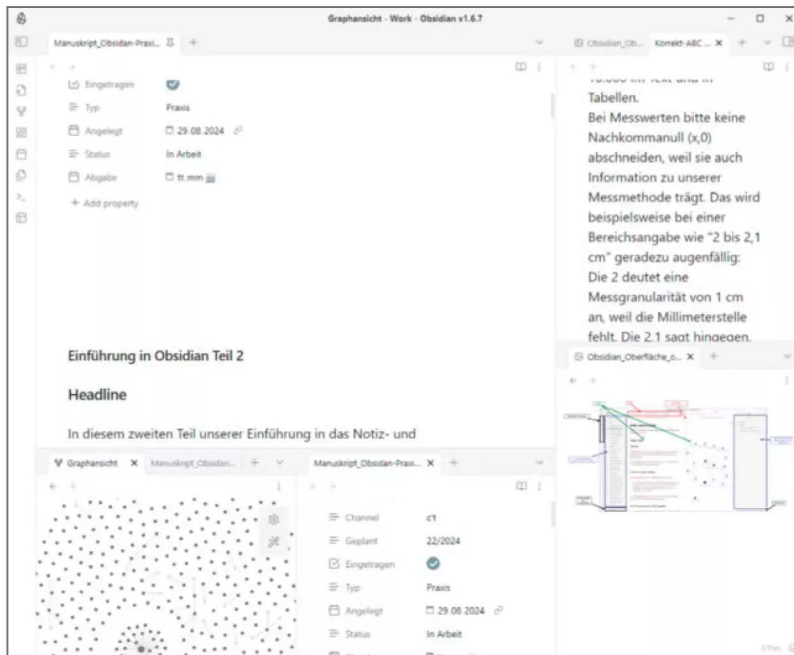 Graphansicht - Work - Obsidian v1.6.7
Manuskript_Obsidan-Praxi...
Eingetragen
Typ Praxis
Angelegt 29.08.2024
Status In Arbeit
Abgabe tt.mm.
+ Add property
Einführung in Obsidian Teil 2
Headline
In diesem zweiten Teil unserer Einführung in das Notiz- und
Obsidian_Ob... Korrekt-ABC ...
Tabellen.
Bei Messwerten bitte keine
Nachkommanull (x,0)
abschneiden, weil sie auch
Information zu unserer
Messmethode trägt. Das wird
beispielsweise bei einer
Bereichsangabe wie "2 bis 2,1
cm" geradezu augenfällig:
Die 2 deutet eine
Messgranularität von 1 cm
an, weil die Millimeterstelle
fehlt. Die 2,1 sagt hingegen,
Obsidian_Oberfläche_o...
Graphansicht Manuskript_Obsidan...
Manuskript_Obsidan-Praxi...
Channel c't
Geplant 22/2024
Eingetragen
Typ Praxis
Angelegt 29.08.2024
Status In Arbeit